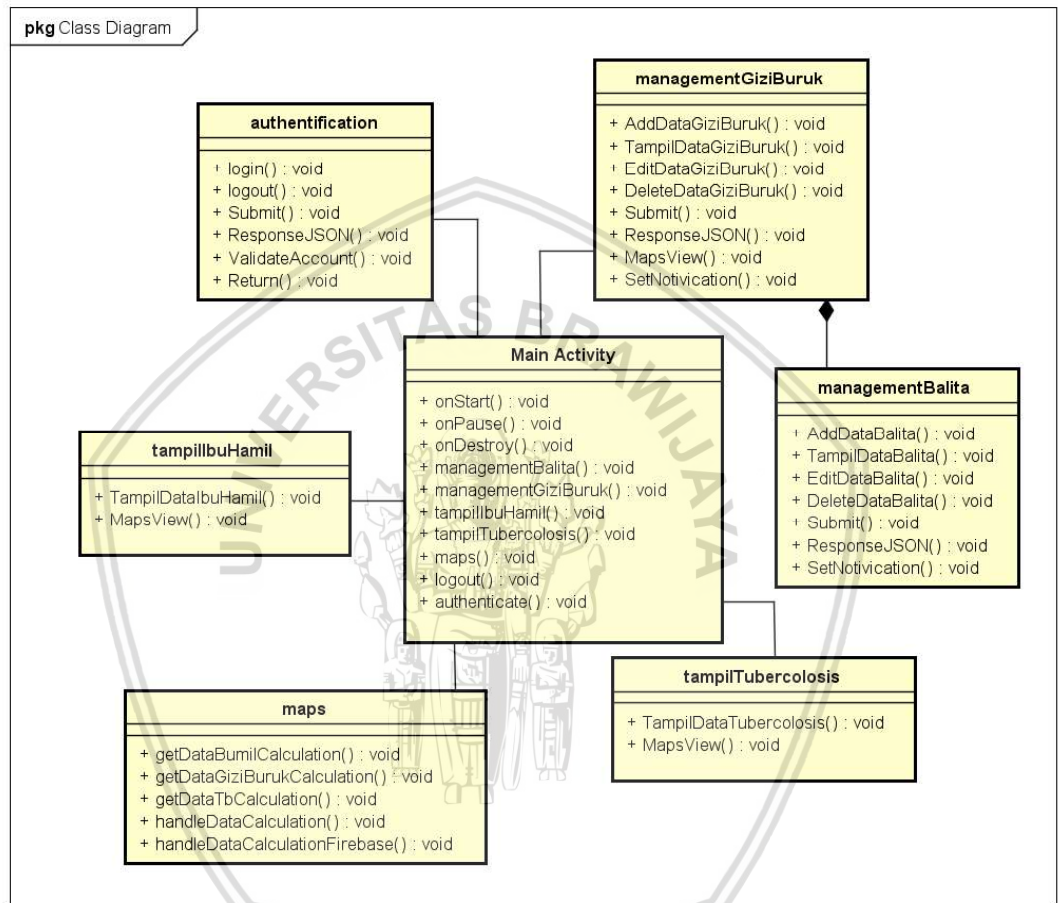 pkg Class Diagram
managementGiziBuruk
+ AddDataGiziBuruk() : void
+ TampilDataGiziBuruk() : void
+ EditDataGiziBuruk() : void
+ DeleteDataGiziBuruk() : void
+ Submit() : void
+ ResponseJSON() : void
+ MapsView() : void
+ SetNotivication() : void
authentification
+ login() : void
+ logout() : void
+ Submit() : void
+ ResponseJSON() : void
+ ValidateAccount() : void
+ Return() : void
Main Activity
+ onStart() : void
+ onPause() : void
+ onDestroy() : void
+ managementBalita() : void
+ managementGiziBuruk() : void
+ tampilIbuHamil() : void
+ tampilTubercolosis() : void
+ maps() : void
+ logout() : void
+ authenticate() : void
managementBalita
+ AddDataBalita() : void
+ TampilDataBalita() : void
+ EditDataBalita() : void
+ DeleteDataBalita() : void
+ Submit() : void
+ ResponseJSON() : void
+ SetNotivication() : void
tampilIbuHamil
+ TampilDataIbuHamil() : void
+ MapsView() : void
tampilTubercolosis
+ TampilDataTubercolosis() : void
+ MapsView() : void
maps
+ getDataBumilCalculation() : void
+ getDataGiziBurukCalculation() : void
+ getDataTbCalculation() : void
+ handleDataCalculation() : void
+ handleDataCalculationFirebase() : void
UNIVERSITAS BRAWIJAYA